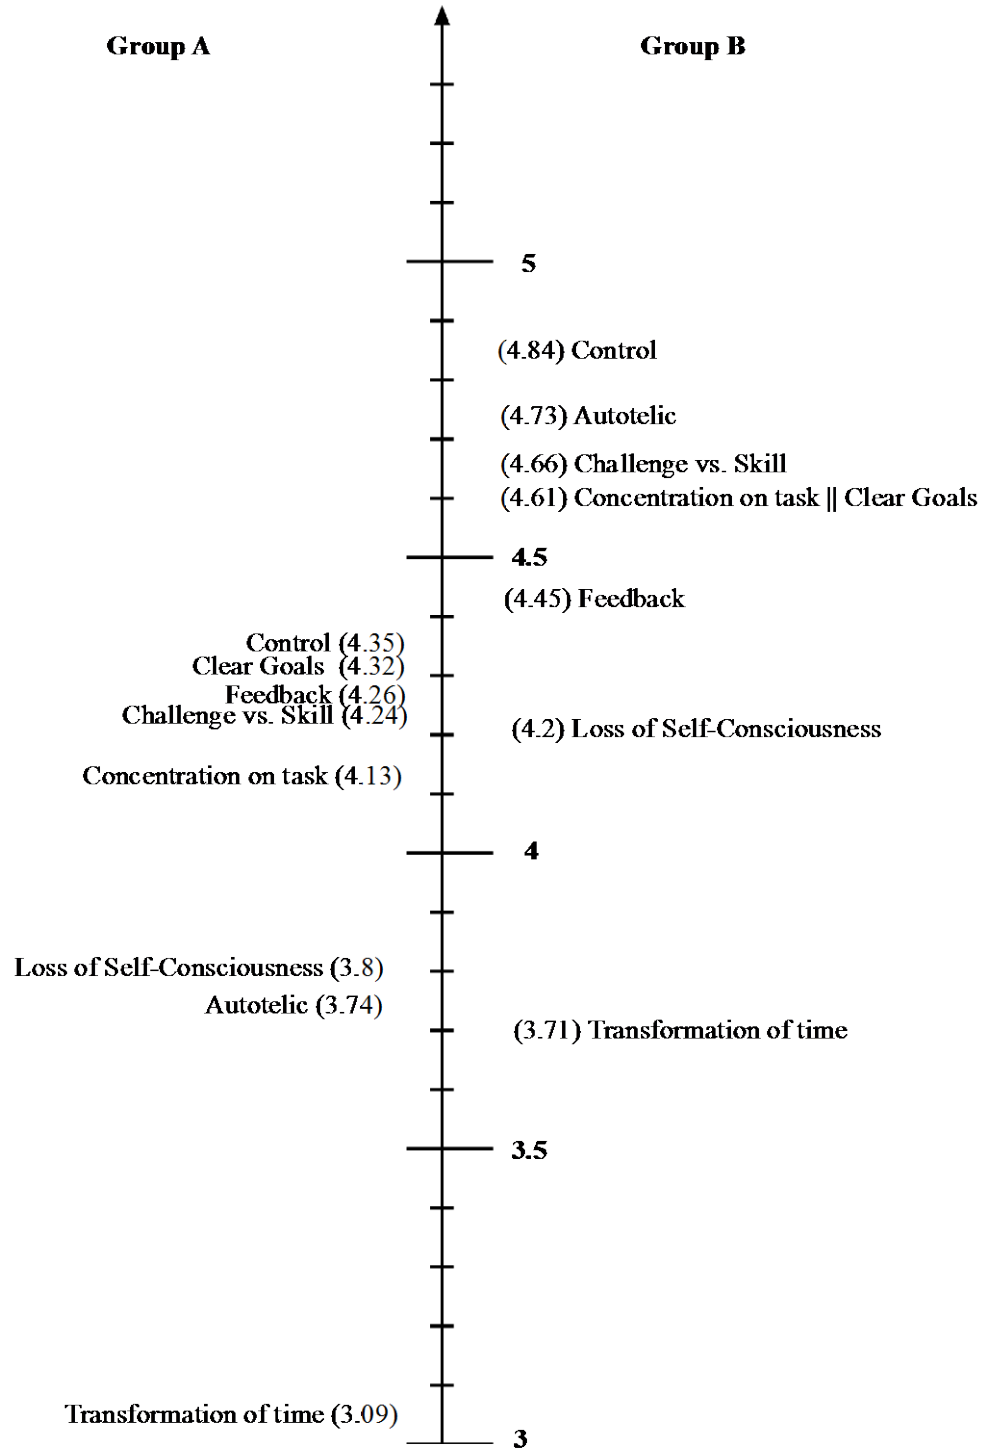 Group A
Group B
5
(4.84) Control
(4.73) Autotelic
(4.66) Challenge vs. Skill
(4.61) Concentration on task || Clear Goals
4.5
(4.45) Feedback
Control (4.35)
Clear Goals (4.32)
Feedback (4.26)
Challenge vs. Skill (4.24)
(4.2) Loss of Self-Consciousness
Concentration on task (4.13)
4
Loss of Self-Consciousness (3.8)
Autotelic (3.74)
(3.71) Transformation of time
3.5
Transformation of time (3.09)
3